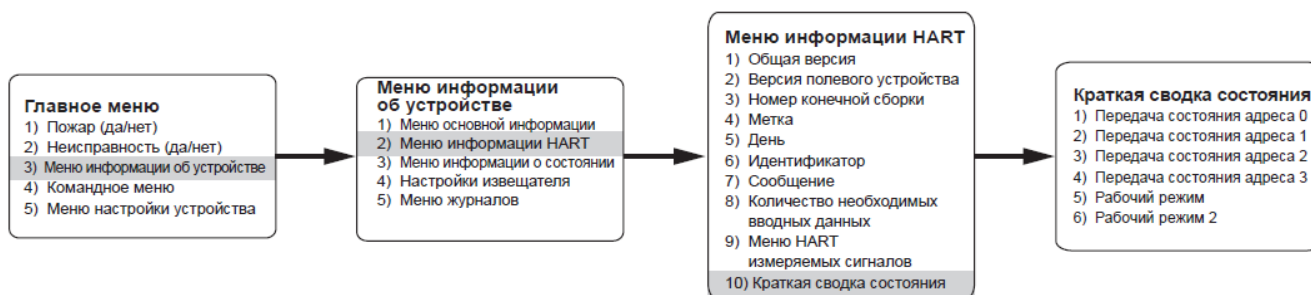 Главное меню
1) Пожар (да/нет)
2) Неисправность (да/нет)
3) Меню информации об устройстве
4) Командное меню
5) Меню настройки устройства
Меню информации
об устройстве
1) Меню основной информации
2) Меню информации HART
3) Меню информации о состоянии
4) Настройки извещателя
5) Меню журналов
Меню информации HART
1) Общая версия
2) Версия полевого устройства
3) Номер конечной сборки
4) Метка
5) День
6) Идентификатор
7) Сообщение
8) Количество необходимых
вводных данных
9) Меню HART
измеряемых сигналов
10) Краткая сводка состояния
Краткая сводка состояния
1) Передача состояния адреса 0
2) Передача состояния адреса 1
3) Передача состояния адреса 2
4) Передача состояния адреса 3
5) Рабочий режим
6) Рабочий режим 2